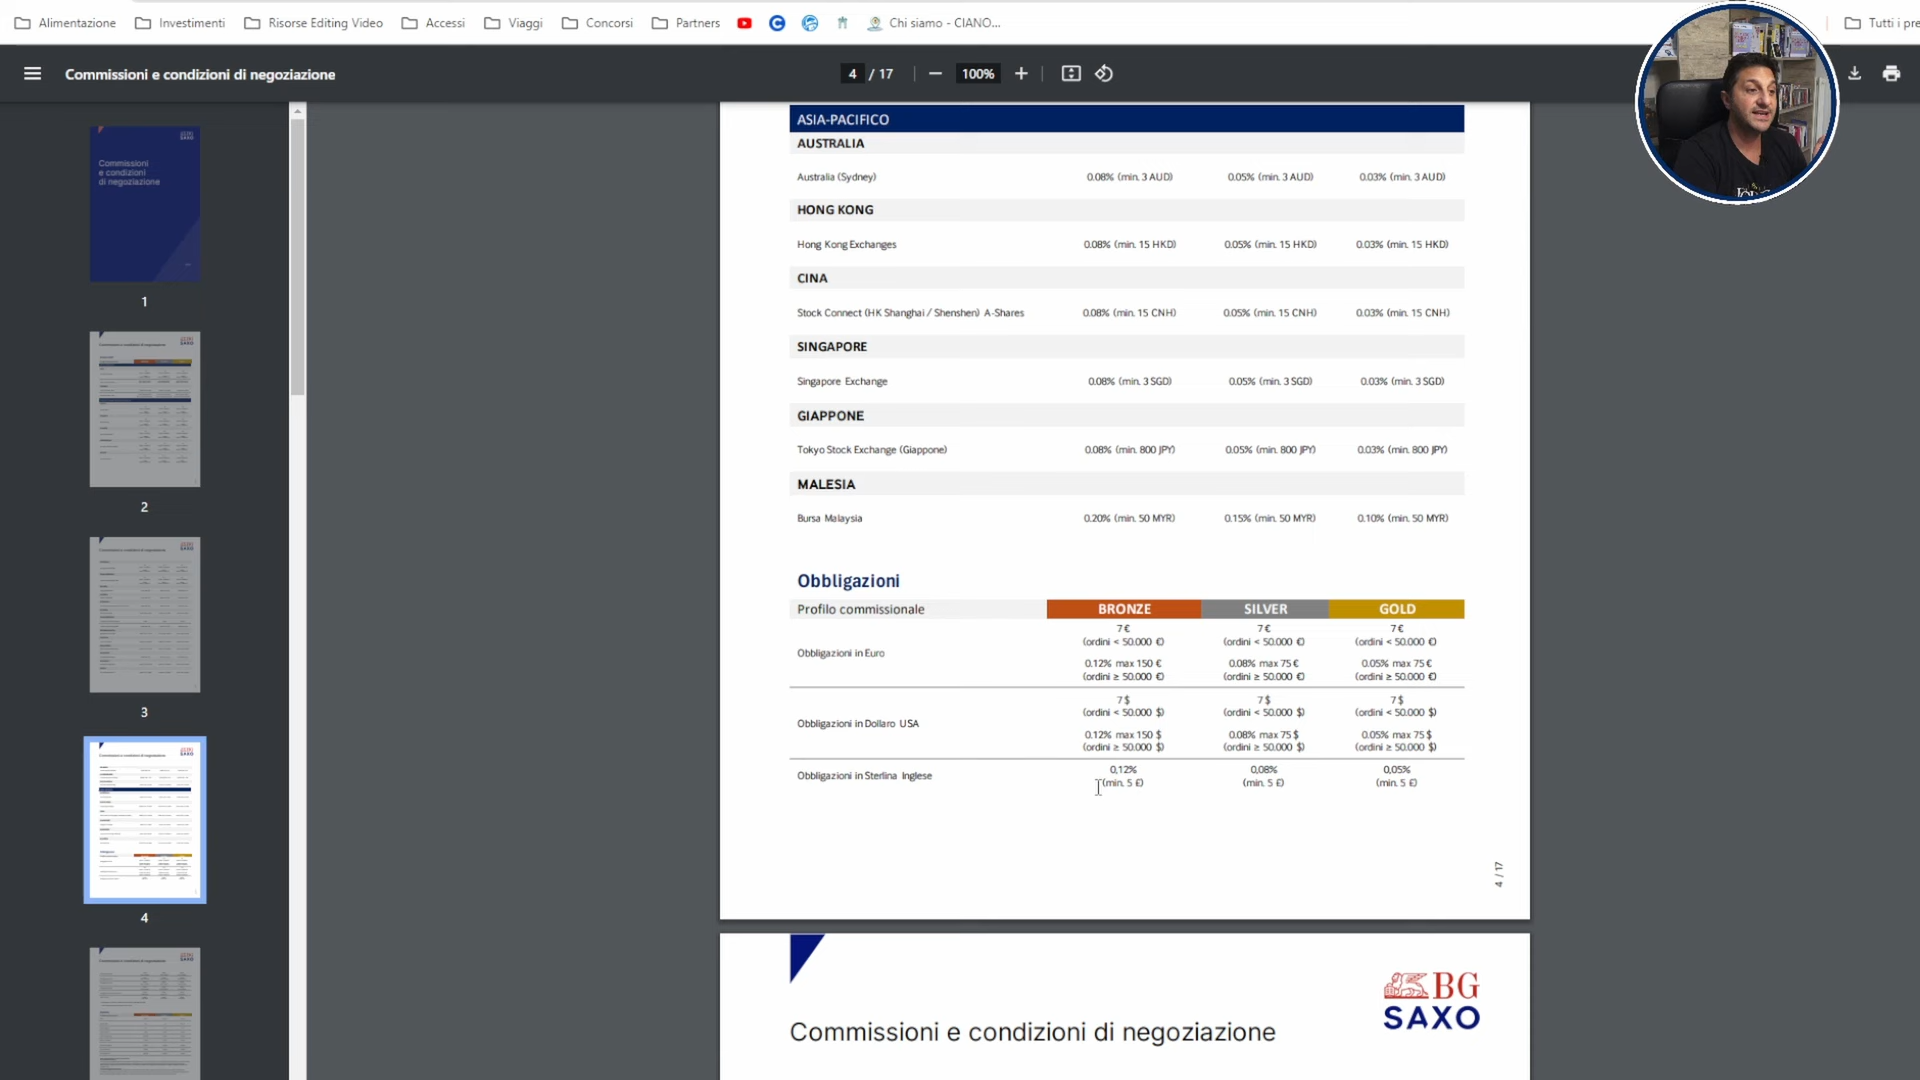 Alimentazione Investimenti Risorse Editing Video Accessi Viaggi Concorsi Partners Chi siamo - CIANO... Tutti i pre
Commissioni e condizioni di negoziazione 4 / 17 100%
Commissioni
e condizioni
di negoziazione
1
2
3
4
ASIA-PACIFICO
AUSTRALIA
Australia (Sydney) 0.08% (min. 3 AUD) 0.05% (min. 3 AUD) 0.03% (min. 3 AUD)
HONG KONG
Hong Kong Exchanges 0.08% (min. 15 HKD) 0.05% (min. 15 HKD) 0.03% (min. 15 HKD)
CINA
Stock Connect (HK Shanghai / Shenshen) A-Shares 0.08% (min. 15 CNH) 0.05% (min. 15 CNH) 0.03% (min. 15 CNH)
SINGAPORE
Singapore Exchange 0.08% (min. 3 SGD) 0.05% (min. 3 SGD) 0.03% (min. 3 SGD)
GIAPPONE
Tokyo Stock Exchange (Giappone) 0.08% (min. 800 JPY) 0.05% (min. 800 JPY) 0.03% (min. 800 JPY)
MALESIA
Bursa Malaysia 0.20% (min. 50 MYR) 0.15% (min. 50 MYR) 0.10% (min. 50 MYR)
Obbligazioni
Profilo commissionale BRONZE SILVER GOLD
7 € 7 € 7 €
(ordini < 50.000 €) (ordini < 50.000 €) (ordini < 50.000 €)
Obbligazioni in Euro
0.12% max 150 € 0.08% max 75 € 0.05% max 75 €
(ordini ≥ 50.000 €) (ordini ≥ 50.000 €) (ordini ≥ 50.000 €)
7 $ 7 $ 7 $
(ordini < 50.000 $) (ordini < 50.000 $) (ordini < 50.000 $)
Obbligazioni in Dollaro USA
0.12% max 150 $ 0.08% max 75 $ 0.05% max 75 $
(ordini ≥ 50.000 $) (ordini ≥ 50.000 $) (ordini ≥ 50.000 $)
0,12% 0,08% 0,05%
Obbligazioni in Sterlina Inglese
(min. 5 £) (min. 5 £) (min. 5 £)
4 / 17
BG
SAXO
Commissioni e condizioni di negoziazione